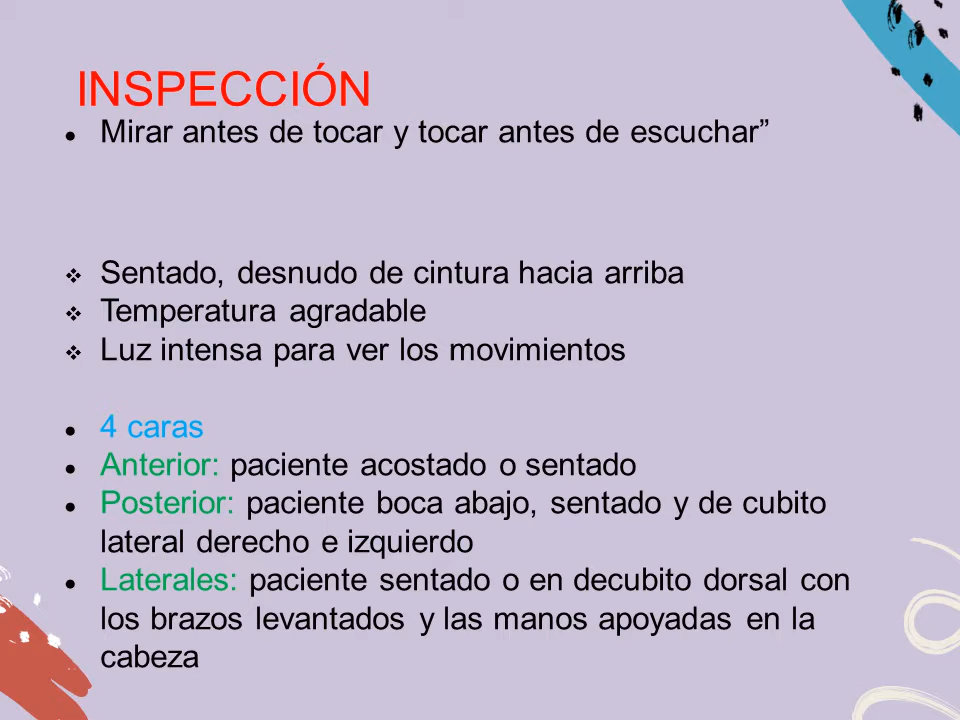 INSPECCIÓN
● Mirar antes de tocar y tocar antes de escuchar”
❖ Sentado, desnudo de cintura hacia arriba
❖ Temperatura agradable
❖ Luz intensa para ver los movimientos
● 4 caras
● Anterior: paciente acostado o sentado
● Posterior: paciente boca abajo, sentado y de cubito
lateral derecho e izquierdo
● Laterales: paciente sentado o en decubito dorsal con
los brazos levantados y las manos apoyadas en la
cabeza